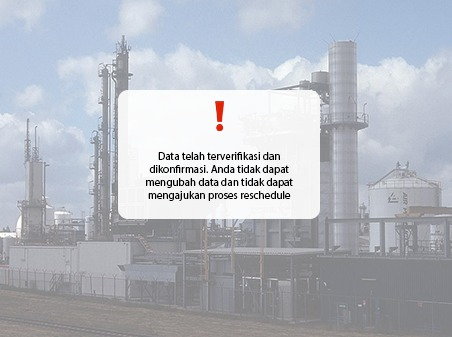 !
Data telah terverifikasi dan
dikonfirmasi. Anda tidak dapat
mengubah data dan tidak dapat
mengajukan proses reschedule